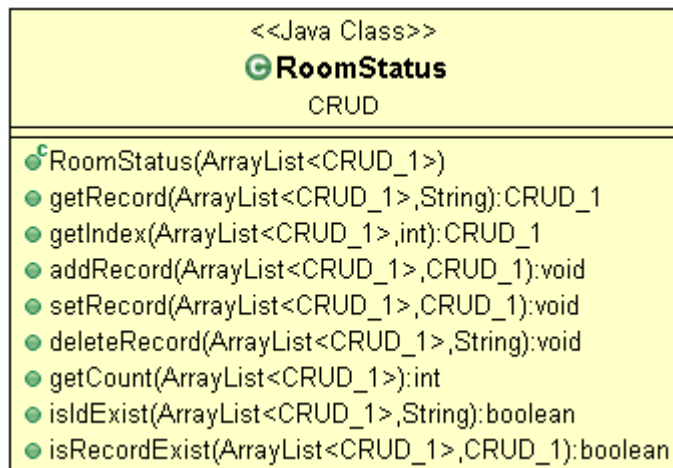 <<Java Class>>
C RoomStatus
CRUD
c RoomStatus(ArrayList<CRUD_1>)
getRecord(ArrayList<CRUD_1>,String):CRUD_1
getIndex(ArrayList<CRUD_1>,int):CRUD_1
addRecord(ArrayList<CRUD_1>,CRUD_1):void
setRecord(ArrayList<CRUD_1>,CRUD_1):void
deleteRecord(ArrayList<CRUD_1>,String):void
getCount(ArrayList<CRUD_1>):int
isIdExist(ArrayList<CRUD_1>,String):boolean
isRecordExist(ArrayList<CRUD_1>,CRUD_1):boolean